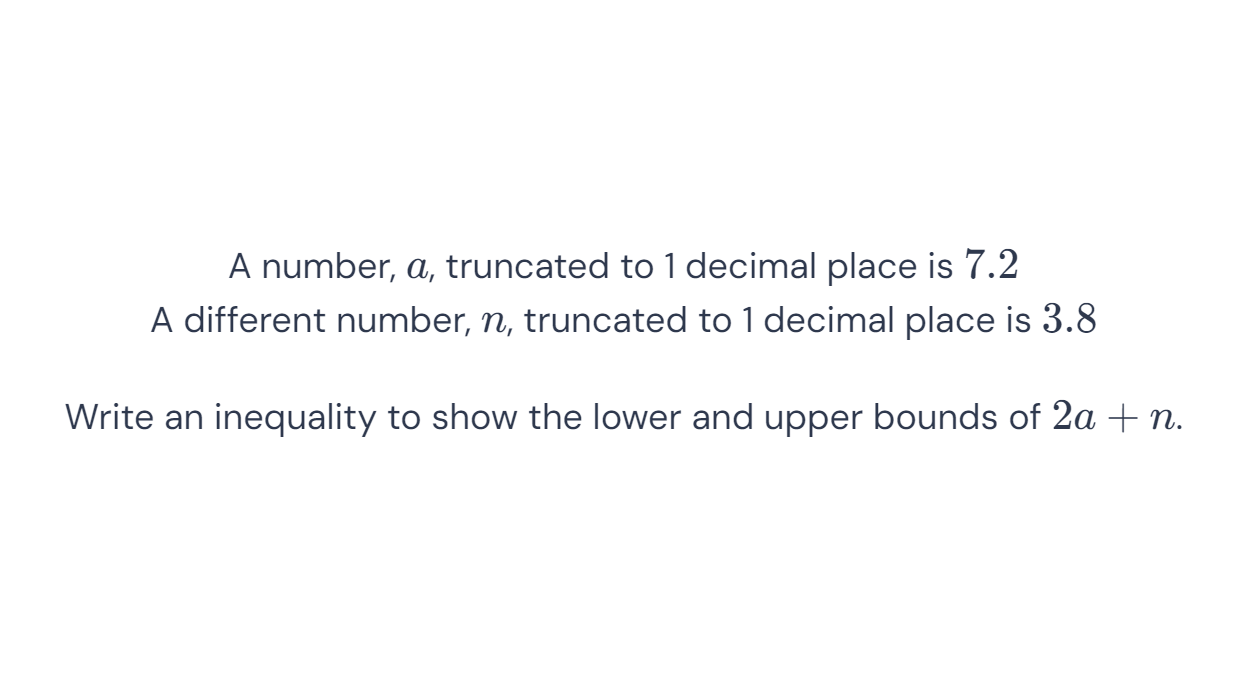 A number, a, truncated to 1 decimal place is 7.2
A different number, n, truncated to 1 decimal place is 3.8
Write an inequality to show the lower and upper bounds of 2a + n.